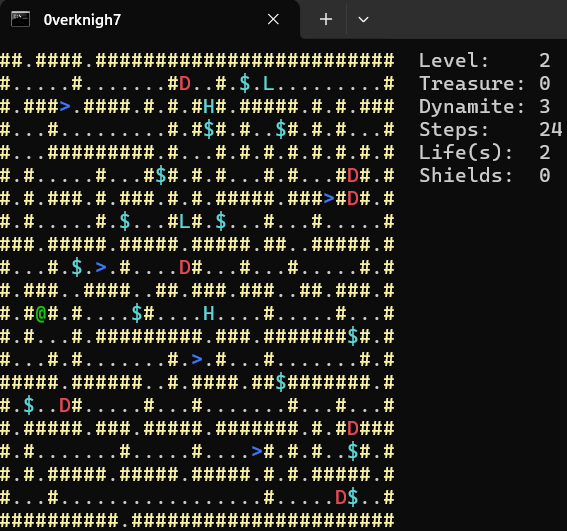 0verknigh7
##.####.#########################  Level:    2
#.....#.......#D..#.$.L.........#  Treasure: 0
#.###>.####.#.#.#H#.#####.#.#.###  Dynamite: 3
#...#.........#.#$#....$#.#.#...#  Steps:    24
#...#########.#...#.#.#.#.#.#.#.#  Life(s):  2
#.#.....#...#$#...#.#...#...#D#.#  Shields:  0
#.#.###.#.###.#.#.#####.###>#D#.#
#.#.....#.$...#L#.$...#...#.....#
###.#####.#####.#####.##..#####.#
#...#.$.>.#....D#...#...#.....#.#
#.###..####..##.###.###..##.###.#
#.#@#.#....$#....H....#.....#...#
#.#...#.#########.###.#######$#.#
#...#.#.......#.>...#...#.....#.#
#####.######..#.####.##$#######.#
#.$..D#.....#...#.......#...#...#
#.#####.###.#####.#######.#.#D###
#.#.......#.....#....>#.#.#..$#.#
#.#.#####.#####.#####.#.#.#####.#
#...#.................#.....D$..#
##########.######################